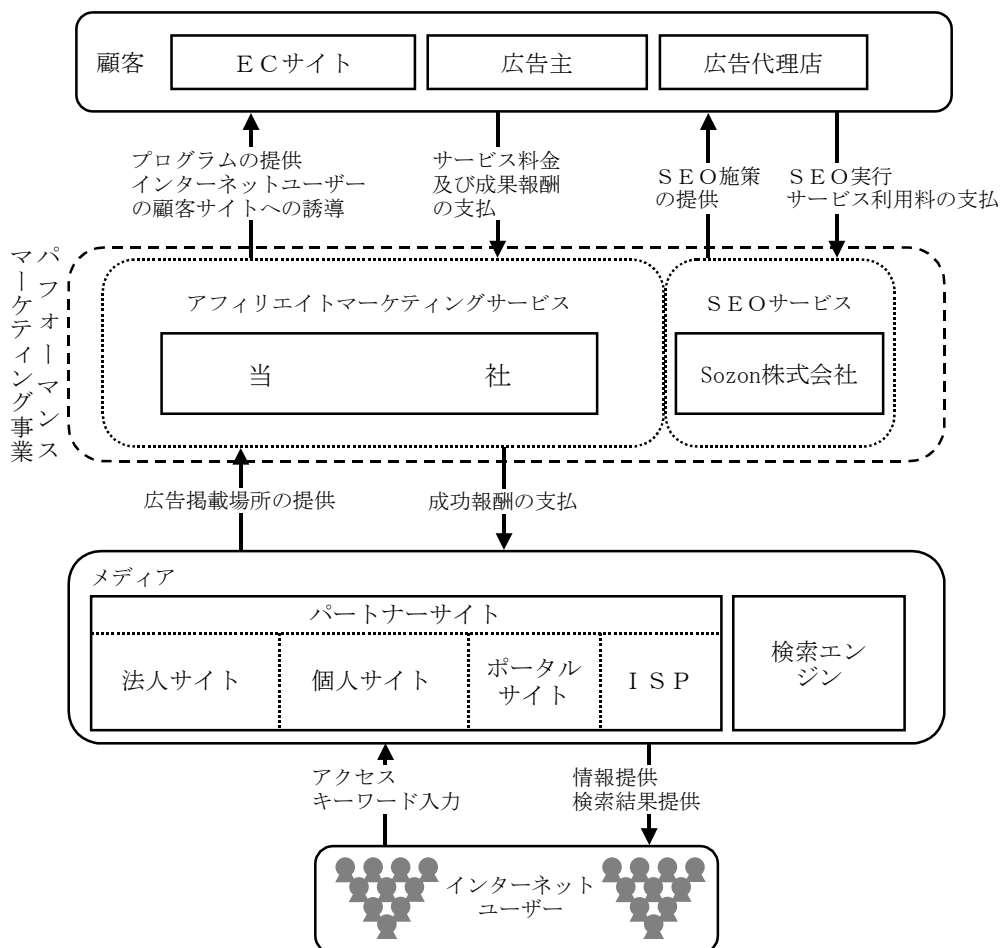 顧客
ＥＣサイト
広告主
広告代理店
プログラムの提供
インターネットユーザー
の顧客サイトへの誘導
サービス料金
及び成果報酬
の支払
ＳＥＯ施策
の提供
ＳＥＯ実行
サービス利用料の支払
パフォーマンス
マーケティング事業
アフィリエイトマーケティングサービス
当　社
ＳＥＯサービス
Sozon株式会社
広告掲載場所の提供
成功報酬の支払
メディア
パートナーサイト
法人サイト
個人サイト
ポータル
サイト
ＩＳＰ
検索エン
ジン
アクセス
キーワード入力
情報提供
検索結果提供
インターネット
ユーザー